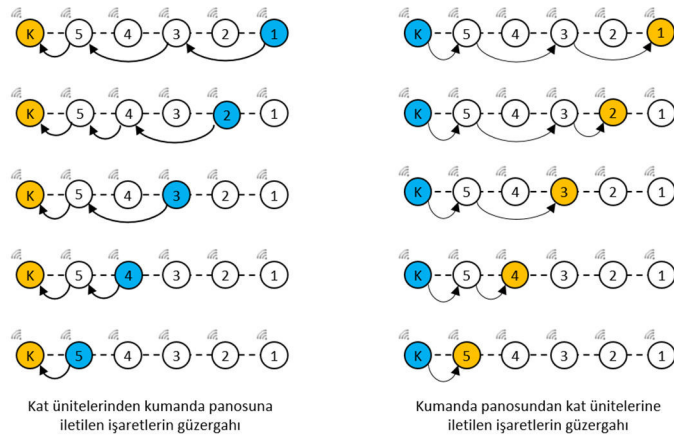 K 5 4 3 2 1
K 5 4 3 2 1
K 5 4 3 2 1
K 5 4 3 2 1
K 5 4 3 2 1
K 5 4 3 2 1
K 5 4 3 2 1
K 5 4 3 2 1
K 5 4 3 2 1
K 5 4 3 2 1
Kat ünitelerinden kumanda panosuna
iletilen işaretlerin güzergahı
Kumanda panosundan kat ünitelerine
iletilen işaretlerin güzergahı